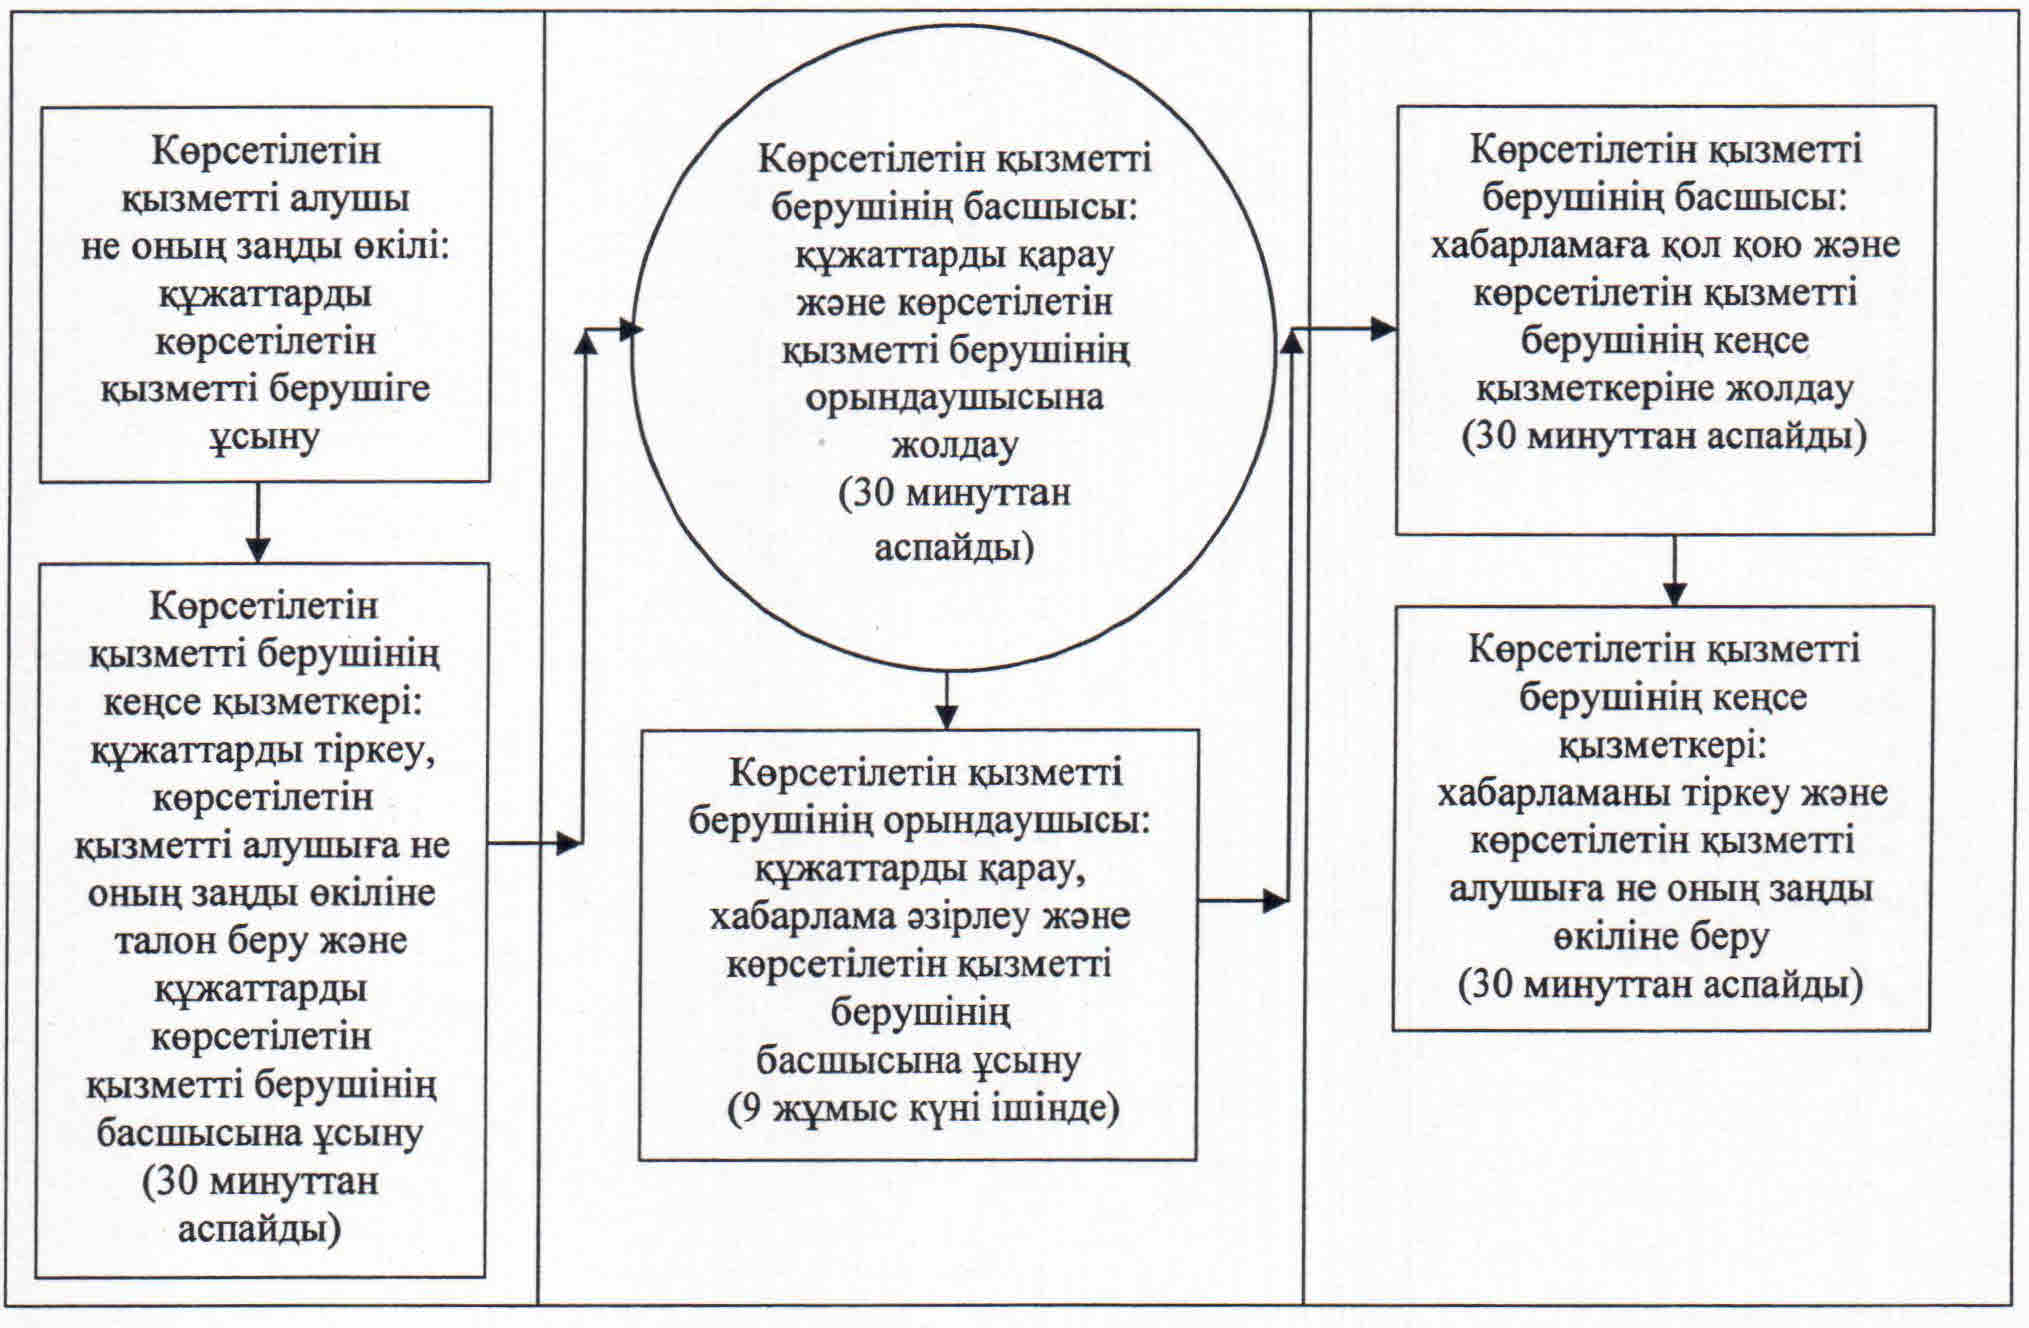 Көрсетілетін
қызметті алушы
не оның заңды өкілі:
құжаттарды
көрсетілетін
қызметті берушіге
ұсыну
Көрсетілетін
қызметті берушінің
кеңсе қызметкері:
құжаттарды тіркеу,
көрсетілетін
қызметті алушыға не
оның заңды өкіліне
талон беру және
құжаттарды
көрсетілетін
қызметті берушінің
басшысына ұсыну
(30 минуттан
аспайды)
Көрсетілетін қызметті
берушінің басшысы:
құжаттарды қарау
және көрсетілетін
қызметті берушінің
орындаушысына
жолдау
(30 минуттан
аспайды)
Көрсетілетін қызметті
берушінің орындаушысы:
құжаттарды қарау,
хабарлама әзірлеу және
көрсетілетін қызметті
берушінің
басшысына ұсыну
(9 жұмыс күні ішінде)
Көрсетілетін қызметті
берушінің басшысы:
хабарламаға қол қою және
көрсетілетін қызметті
берушінің кеңсе
қызметкеріне жолдау
(30 минуттан аспайды)
Көрсетілетін қызметті
берушінің кеңсе
қызметкері:
хабарламаны тіркеу және
көрсетілетін қызметті
алушыға не оның заңды
өкіліне беру
(30 минуттан аспайды)